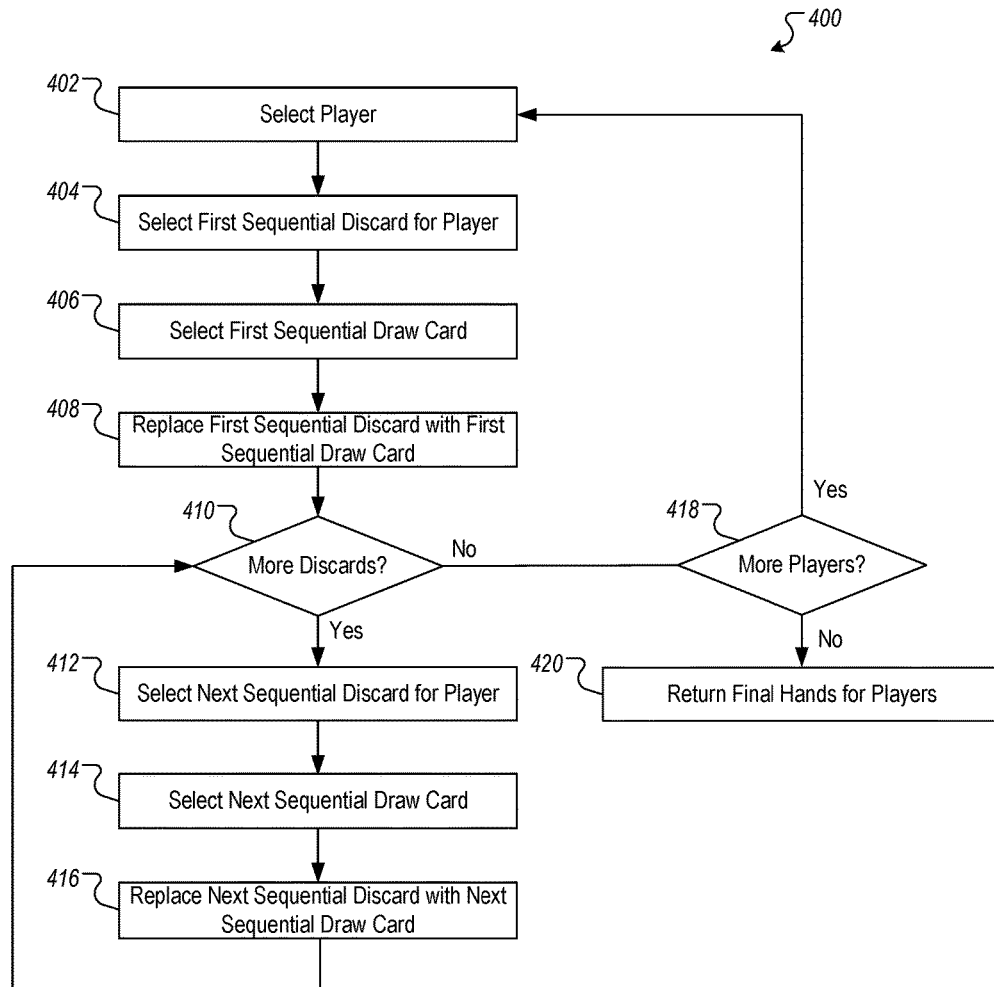 400
402
Select Player
404
Select First Sequential Discard for Player
406
Select First Sequential Draw Card
408
Replace First Sequential Discard with First
Sequential Draw Card
410
More Discards?
No
Yes
418
More Players?
Yes
No
412
Select Next Sequential Discard for Player
420
Return Final Hands for Players
414
Select Next Sequential Draw Card
416
Replace Next Sequential Discard with Next
Sequential Draw Card